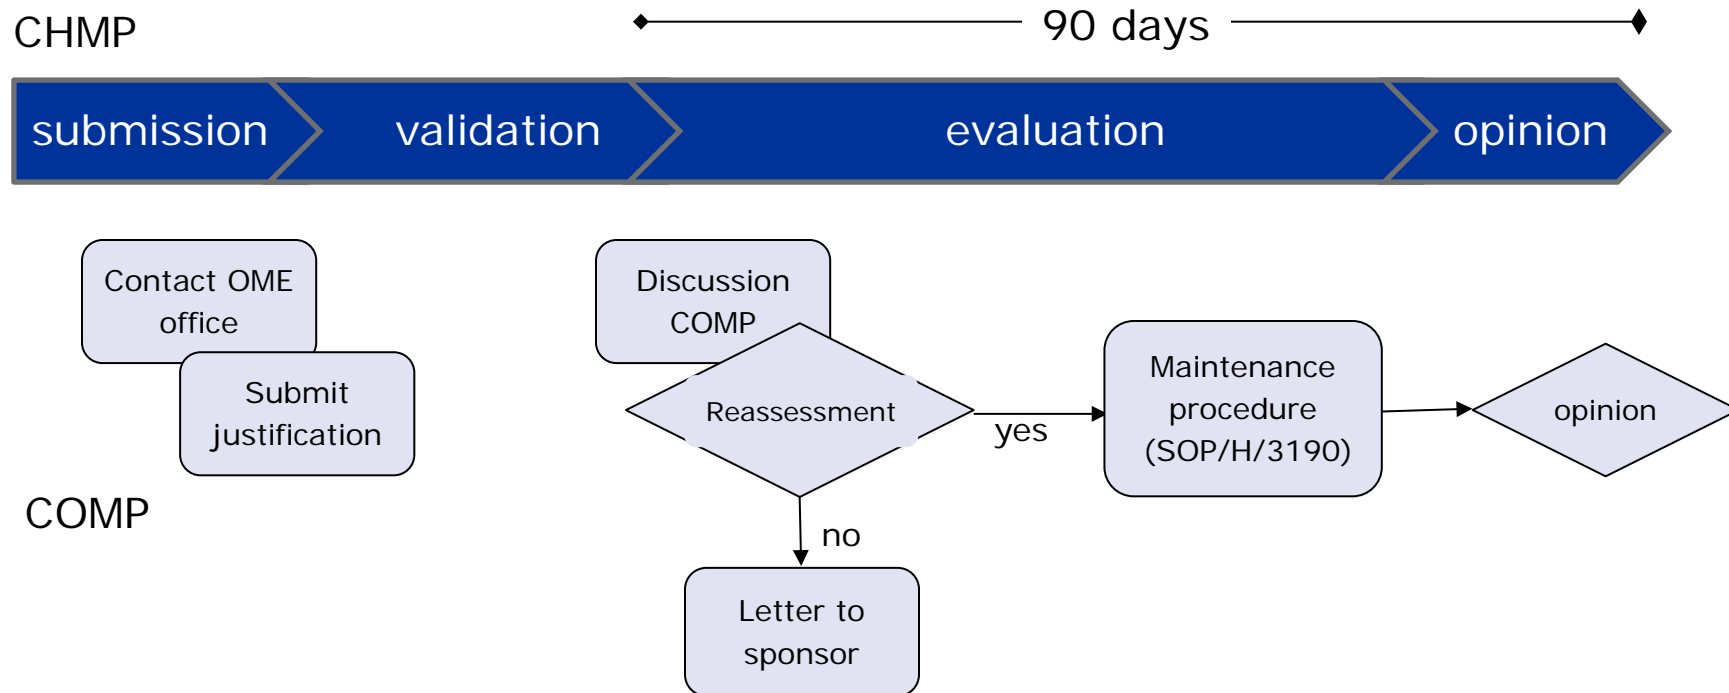 CHMP
90 days
submission
validation
evaluation
opinion
Contact OME
office
Submit
justification
Discussion
COMP
Reassessment
yes
Maintenance
procedure
(SOP/H/3190)
opinion
COMP
no
Letter to
sponsor